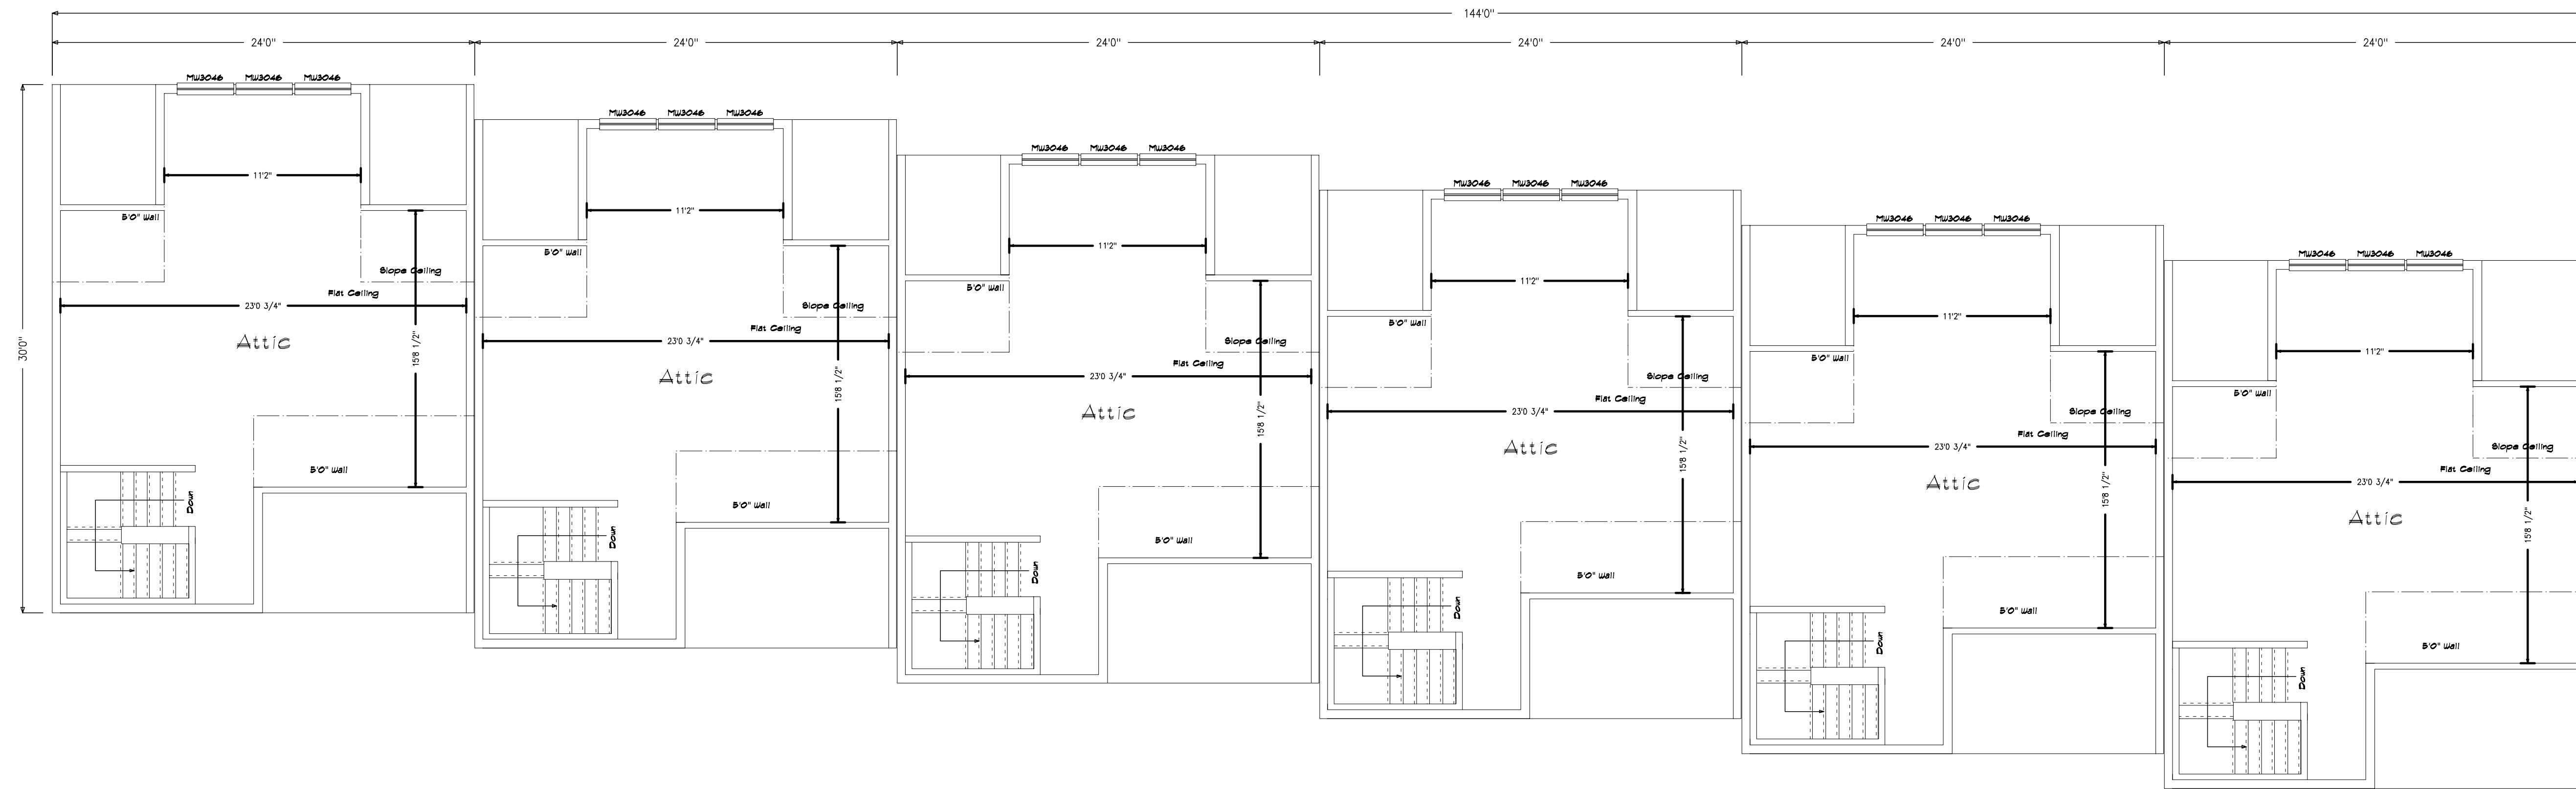 144'0"
24'0" 24'0" 24'0" 24'0" 24'0" 24'0"
30'0"
MW3046 MW3046 MW3046
11'2"
5'0" Wall
Slope Ceiling
Flat Ceiling
23'0 3/4"
Attic
15'8 1/2"
5'0" Wall
Down
MW3046 MW3046 MW3046
11'2"
5'0" Wall
Slope Ceiling
Flat Ceiling
23'0 3/4"
Attic
15'8 1/2"
5'0" Wall
Down
MW3046 MW3046 MW3046
11'2"
5'0" Wall
Slope Ceiling
Flat Ceiling
23'0 3/4"
Attic
15'8 1/2"
5'0" Wall
Down
MW3046 MW3046 MW3046
11'2"
5'0" Wall
Slope Ceiling
Flat Ceiling
23'0 3/4"
Attic
15'8 1/2"
5'0" Wall
Down
MW3046 MW3046 MW3046
11'2"
5'0" Wall
Slope Ceiling
Flat Ceiling
23'0 3/4"
Attic
15'8 1/2"
5'0" Wall
Down
MW3046 MW3046 MW3046
11'2"
5'0" Wall
Slope Ceiling
Flat Ceiling
23'0 3/4"
Attic
15'8 1/2"
5'0" Wall
Down